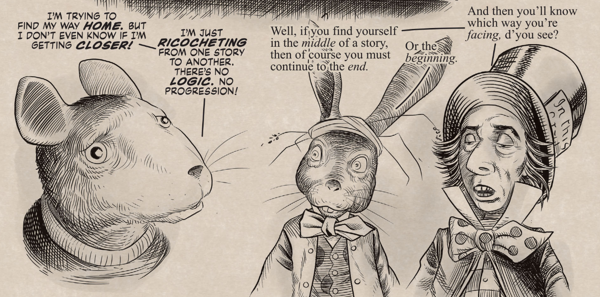 I'M TRYING TO
FIND MY WAY HOME. BUT
I DON'T EVEN KNOW IF I'M
GETTING CLOSER!
I'M JUST
RICOCHETING
FROM ONE STORY
TO ANOTHER.
THERE'S NO
LOGIC. NO
PROGRESSION!
Well, if you find yourself
in the middle of a story,
then of course you must
continue to the end.
Or the
beginning.
And then you'll know
which way you're
facing, d'you see?
In this